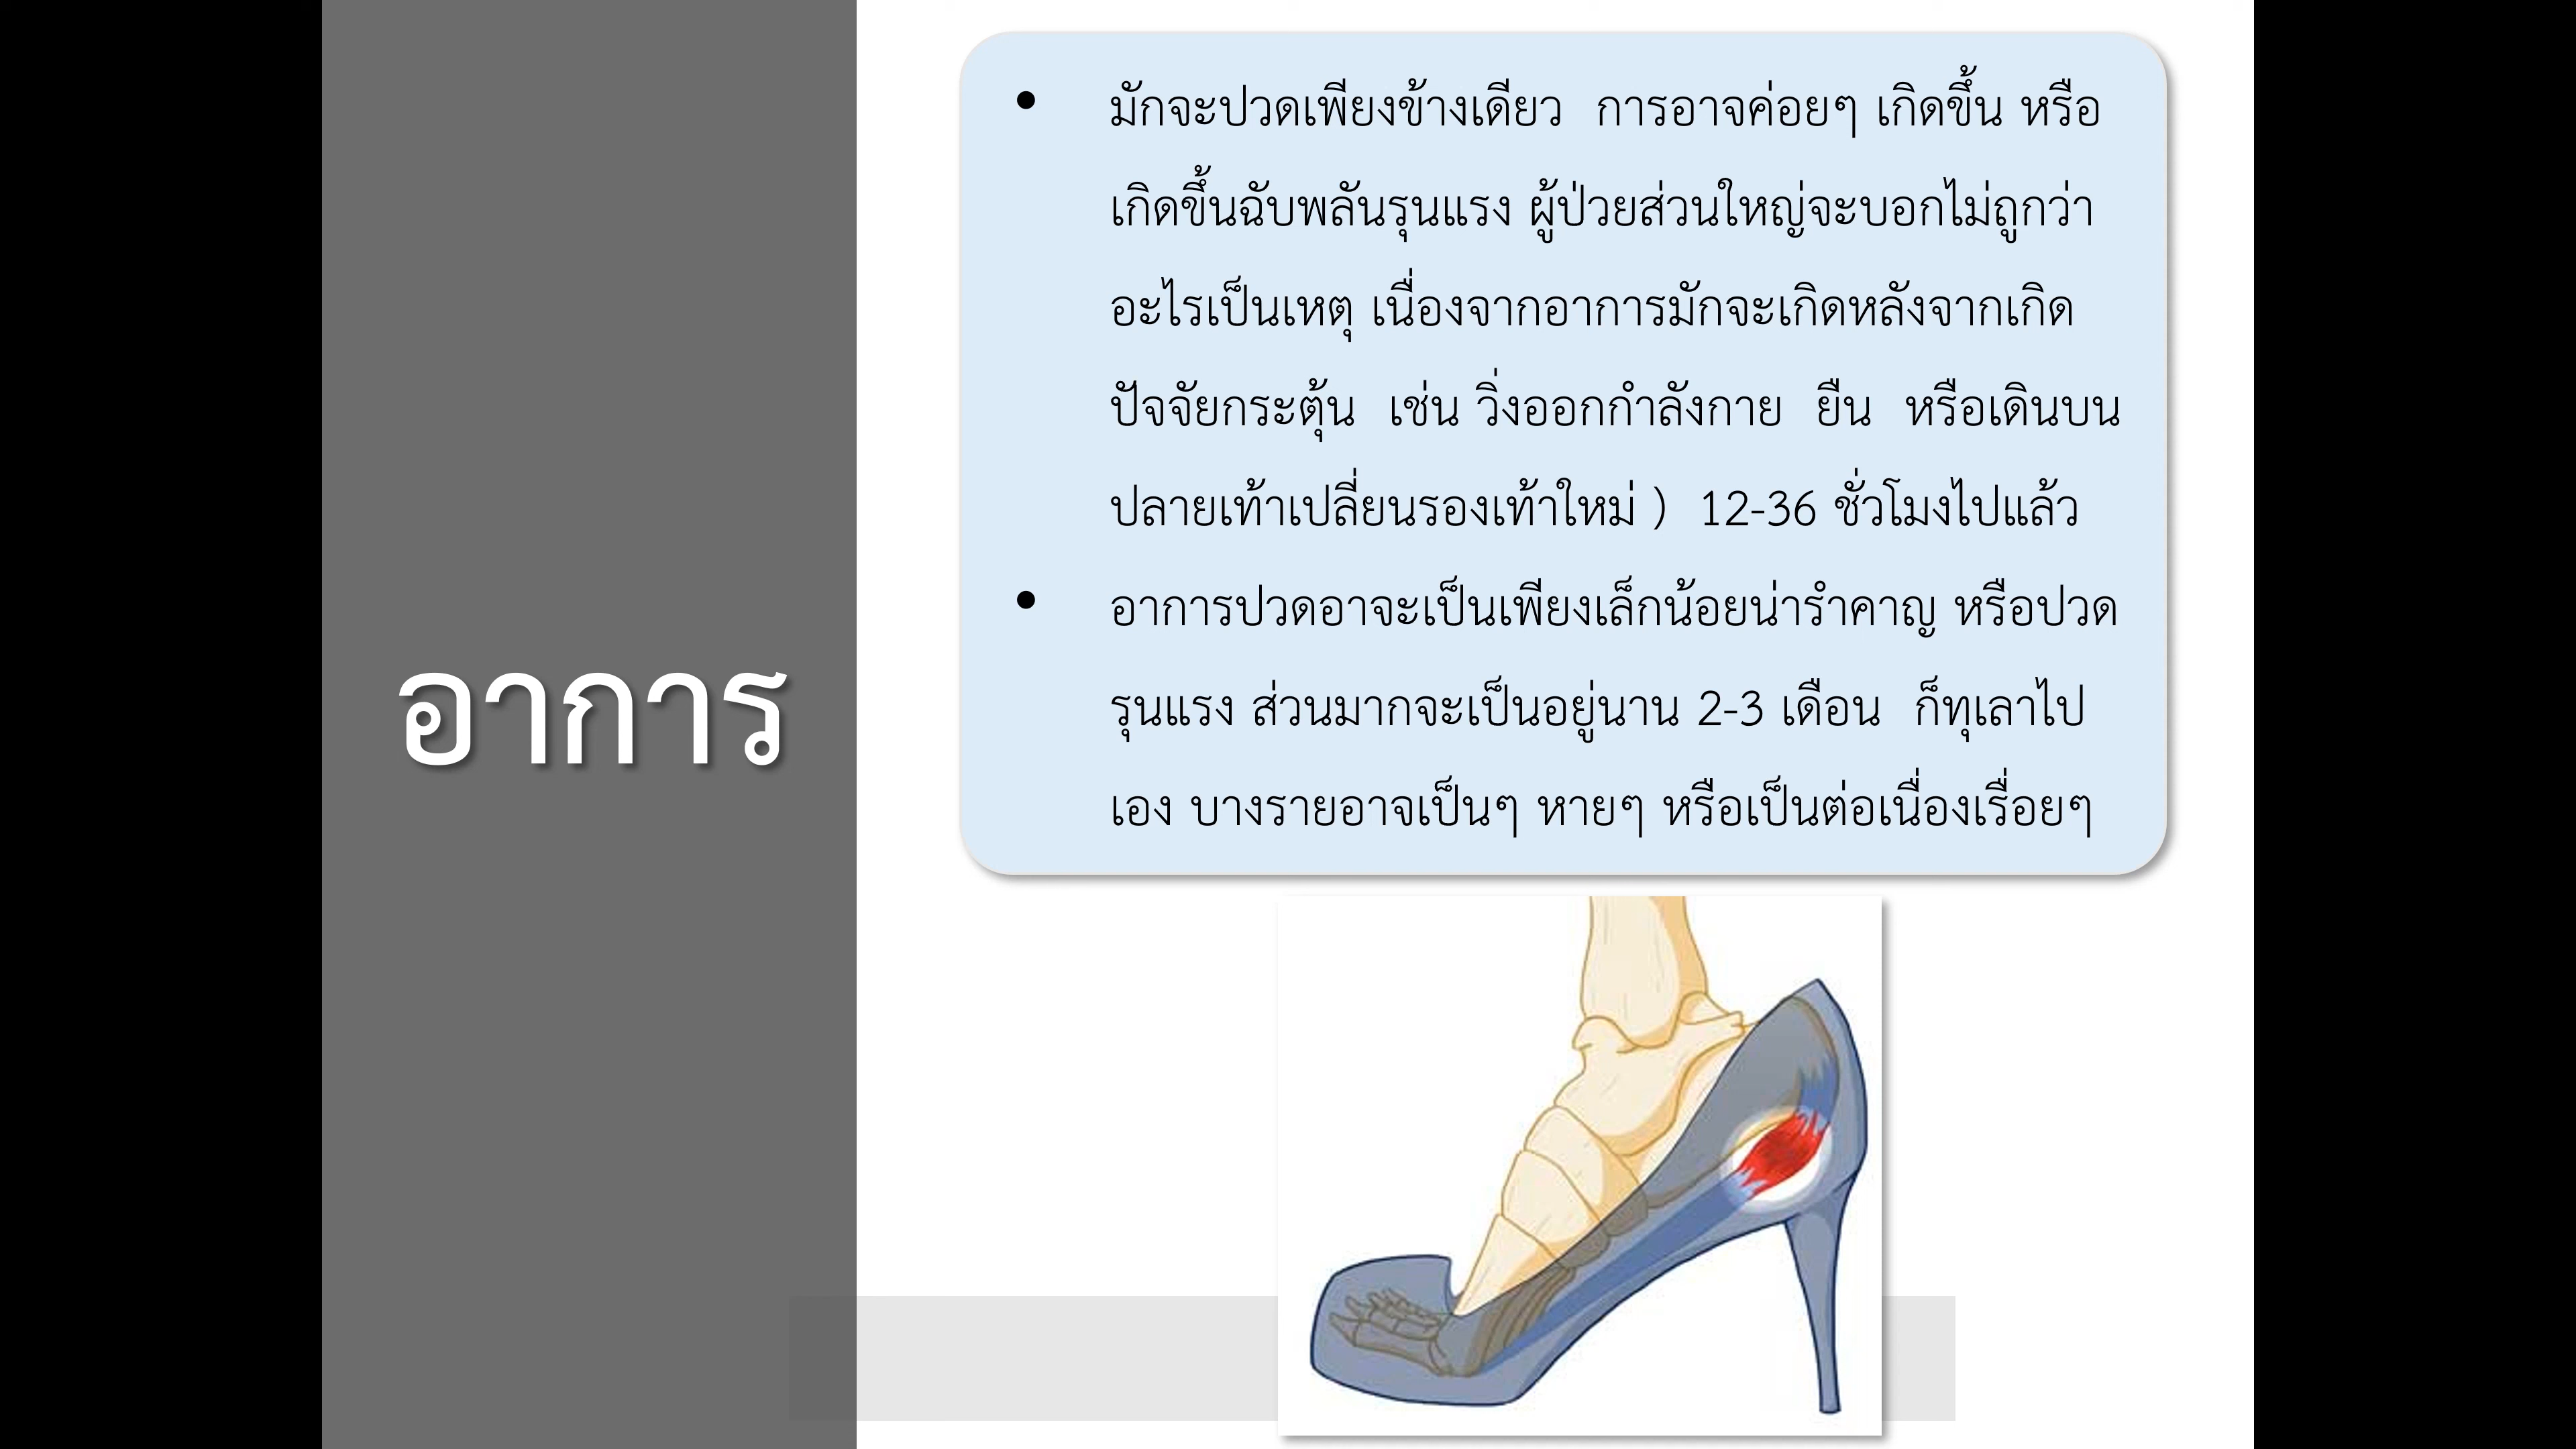 อาการ
• มักจะปวดเพียงข้างเดียว  การอาจค่อยๆ เกิดขึ้น หรือ
เกิดขึ้นฉับพลันรุนแรง ผู้ป่วยส่วนใหญ่จะบอกไม่ถูกว่า
อะไรเป็นเหตุ เนื่องจากอาการมักจะเกิดหลังจากเกิด
ปัจจัยกระตุ้น  เช่น วิ่งออกกำลังกาย  ยืน  หรือเดินบน
ปลายเท้าเปลี่ยนรองเท้าใหม่ )  12-36 ชั่วโมงไปแล้ว
• อาการปวดอาจะเป็นเพียงเล็กน้อยน่ารำคาญ หรือปวด
รุนแรง ส่วนมากจะเป็นอยู่นาน 2-3 เดือน  ก็ทุเลาไป
เอง บางรายอาจเป็นๆ หายๆ หรือเป็นต่อเนื่องเรื่อยๆ